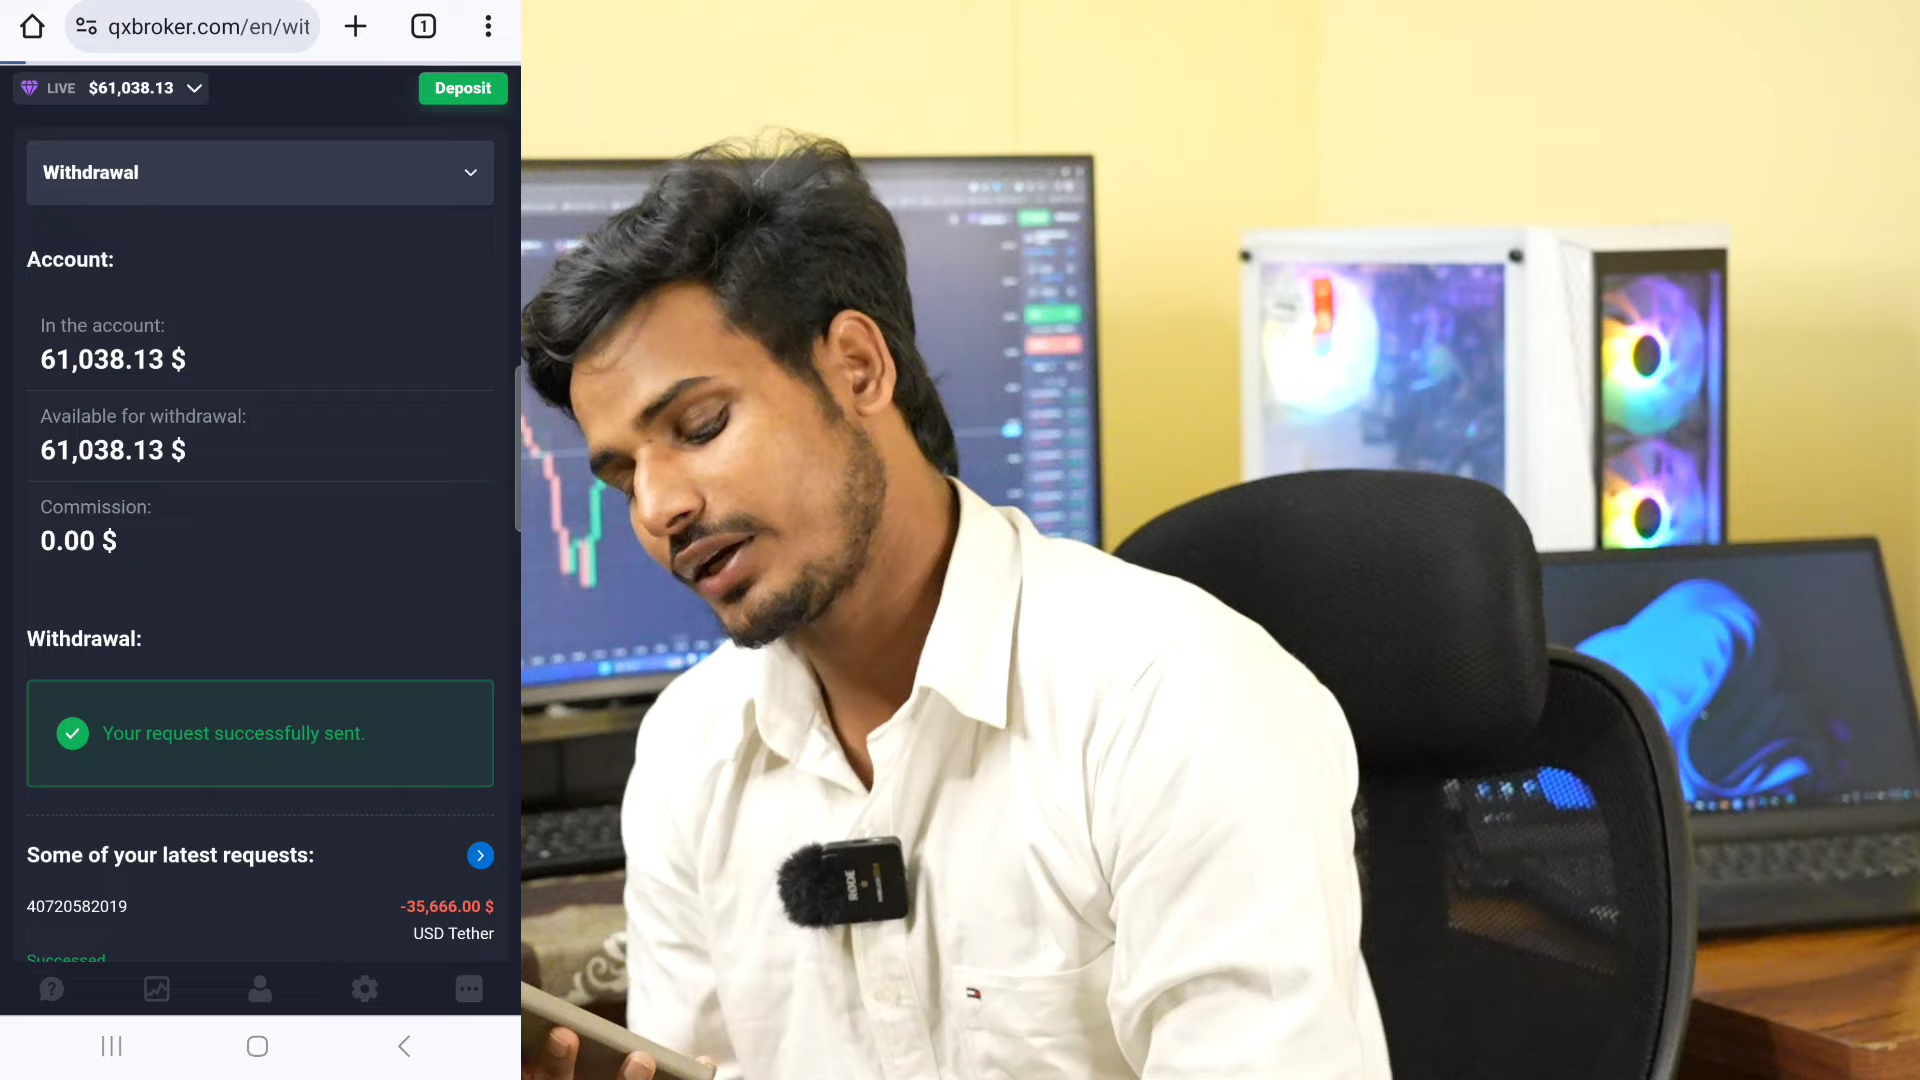 qxbroker.com/en/wit
1
LIVE $61,038.13
Deposit
Withdrawal
Account:
In the account:
61,038.13 $
Available for withdrawal:
61,038.13 $
Commission:
0.00 $
Withdrawal:
Your request successfully sent.
Some of your latest requests:
40720582019
-35,666.00 $
USD Tether
Successed
RODE